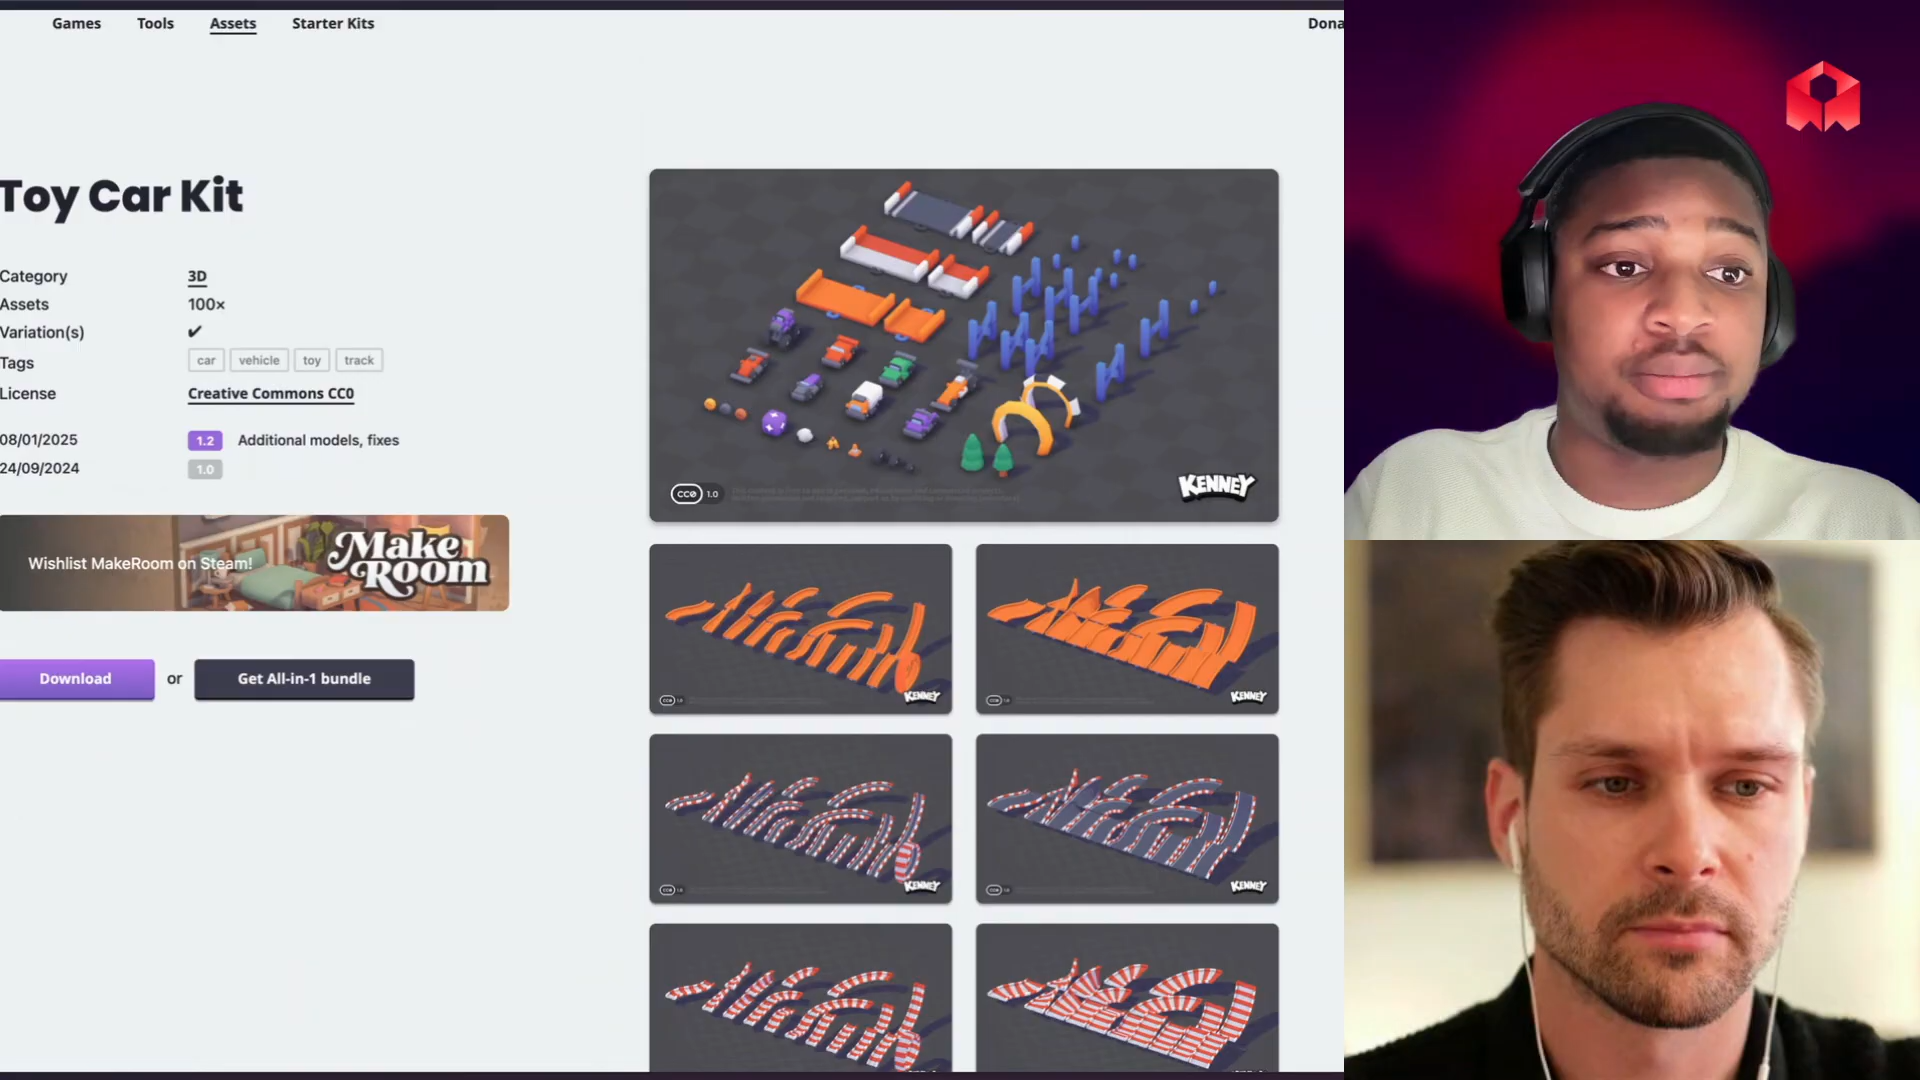 Games Tools Assets Starter Kits
Dona
Toy Car Kit
Category 3D
Assets 100×
Variation(s) ✔
Tags car vehicle toy track
License Creative Commons CC0
08/01/2025 1.2 Additional models, fixes
24/09/2024 1.0
Wishlist MakeRoom on Steam!
Make Room
Download or Get All-in-1 bundle
CC0 1.0
KENNEY
KENNEY
KENNEY
KENNEY
KENNEY